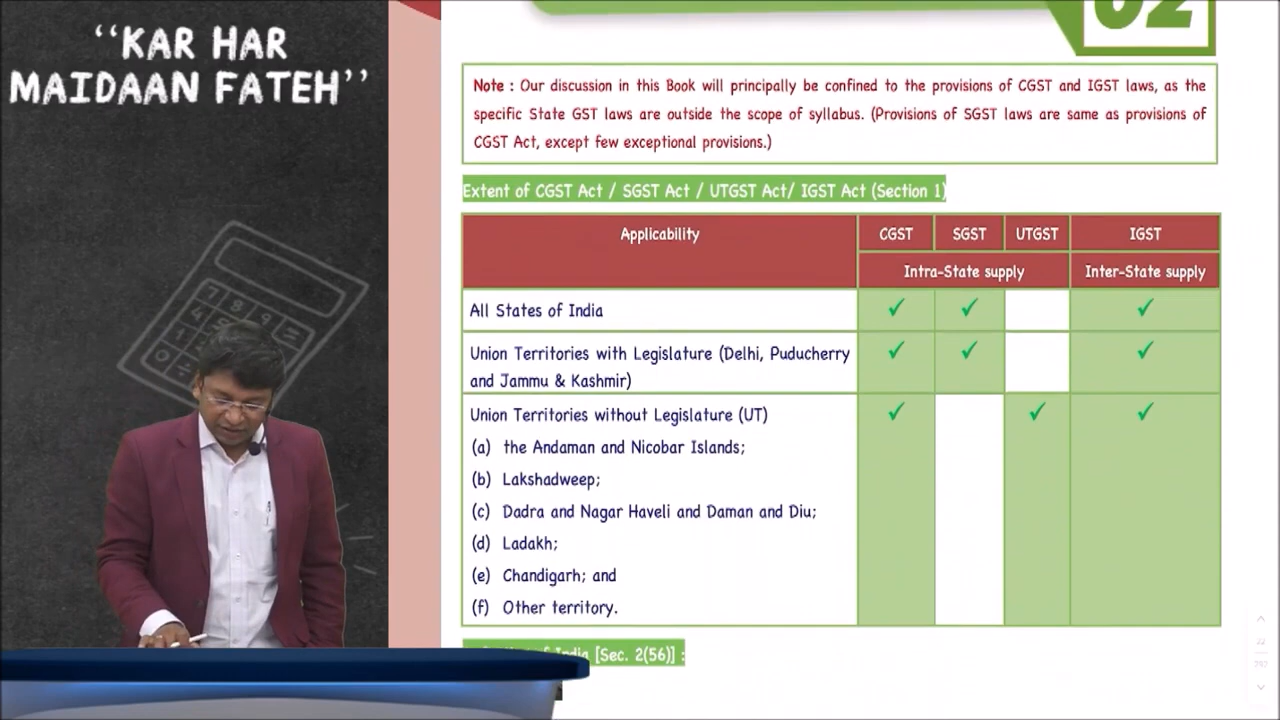 ‘‘KAR HAR
MAIDAAN FATEH’’
02
Note : Our discussion in this Book will principally be confined to the provisions of CGST and IGST laws, as the
specific State GST laws are outside the scope of syllabus. (Provisions of SGST laws are same as provisions of
CGST Act, except few exceptional provisions.)
Extent of CGST Act / SGST Act / UTGST Act/ IGST Act (Section 1)
Applicability CGST SGST UTGST IGST
Intra-State supply Inter-State supply
All States of India ✓ ✓ ✓
Union Territories with Legislature (Delhi, Puducherry ✓ ✓ ✓
and Jammu & Kashmir)
Union Territories without Legislature (UT) ✓ ✓ ✓
(a) the Andaman and Nicobar Islands;
(b) Lakshadweep;
(c) Dadra and Nagar Haveli and Daman and Diu;
(d) Ladakh;
(e) Chandigarh; and
(f) Other territory.
of India [Sec. 2(56)] :
22
292